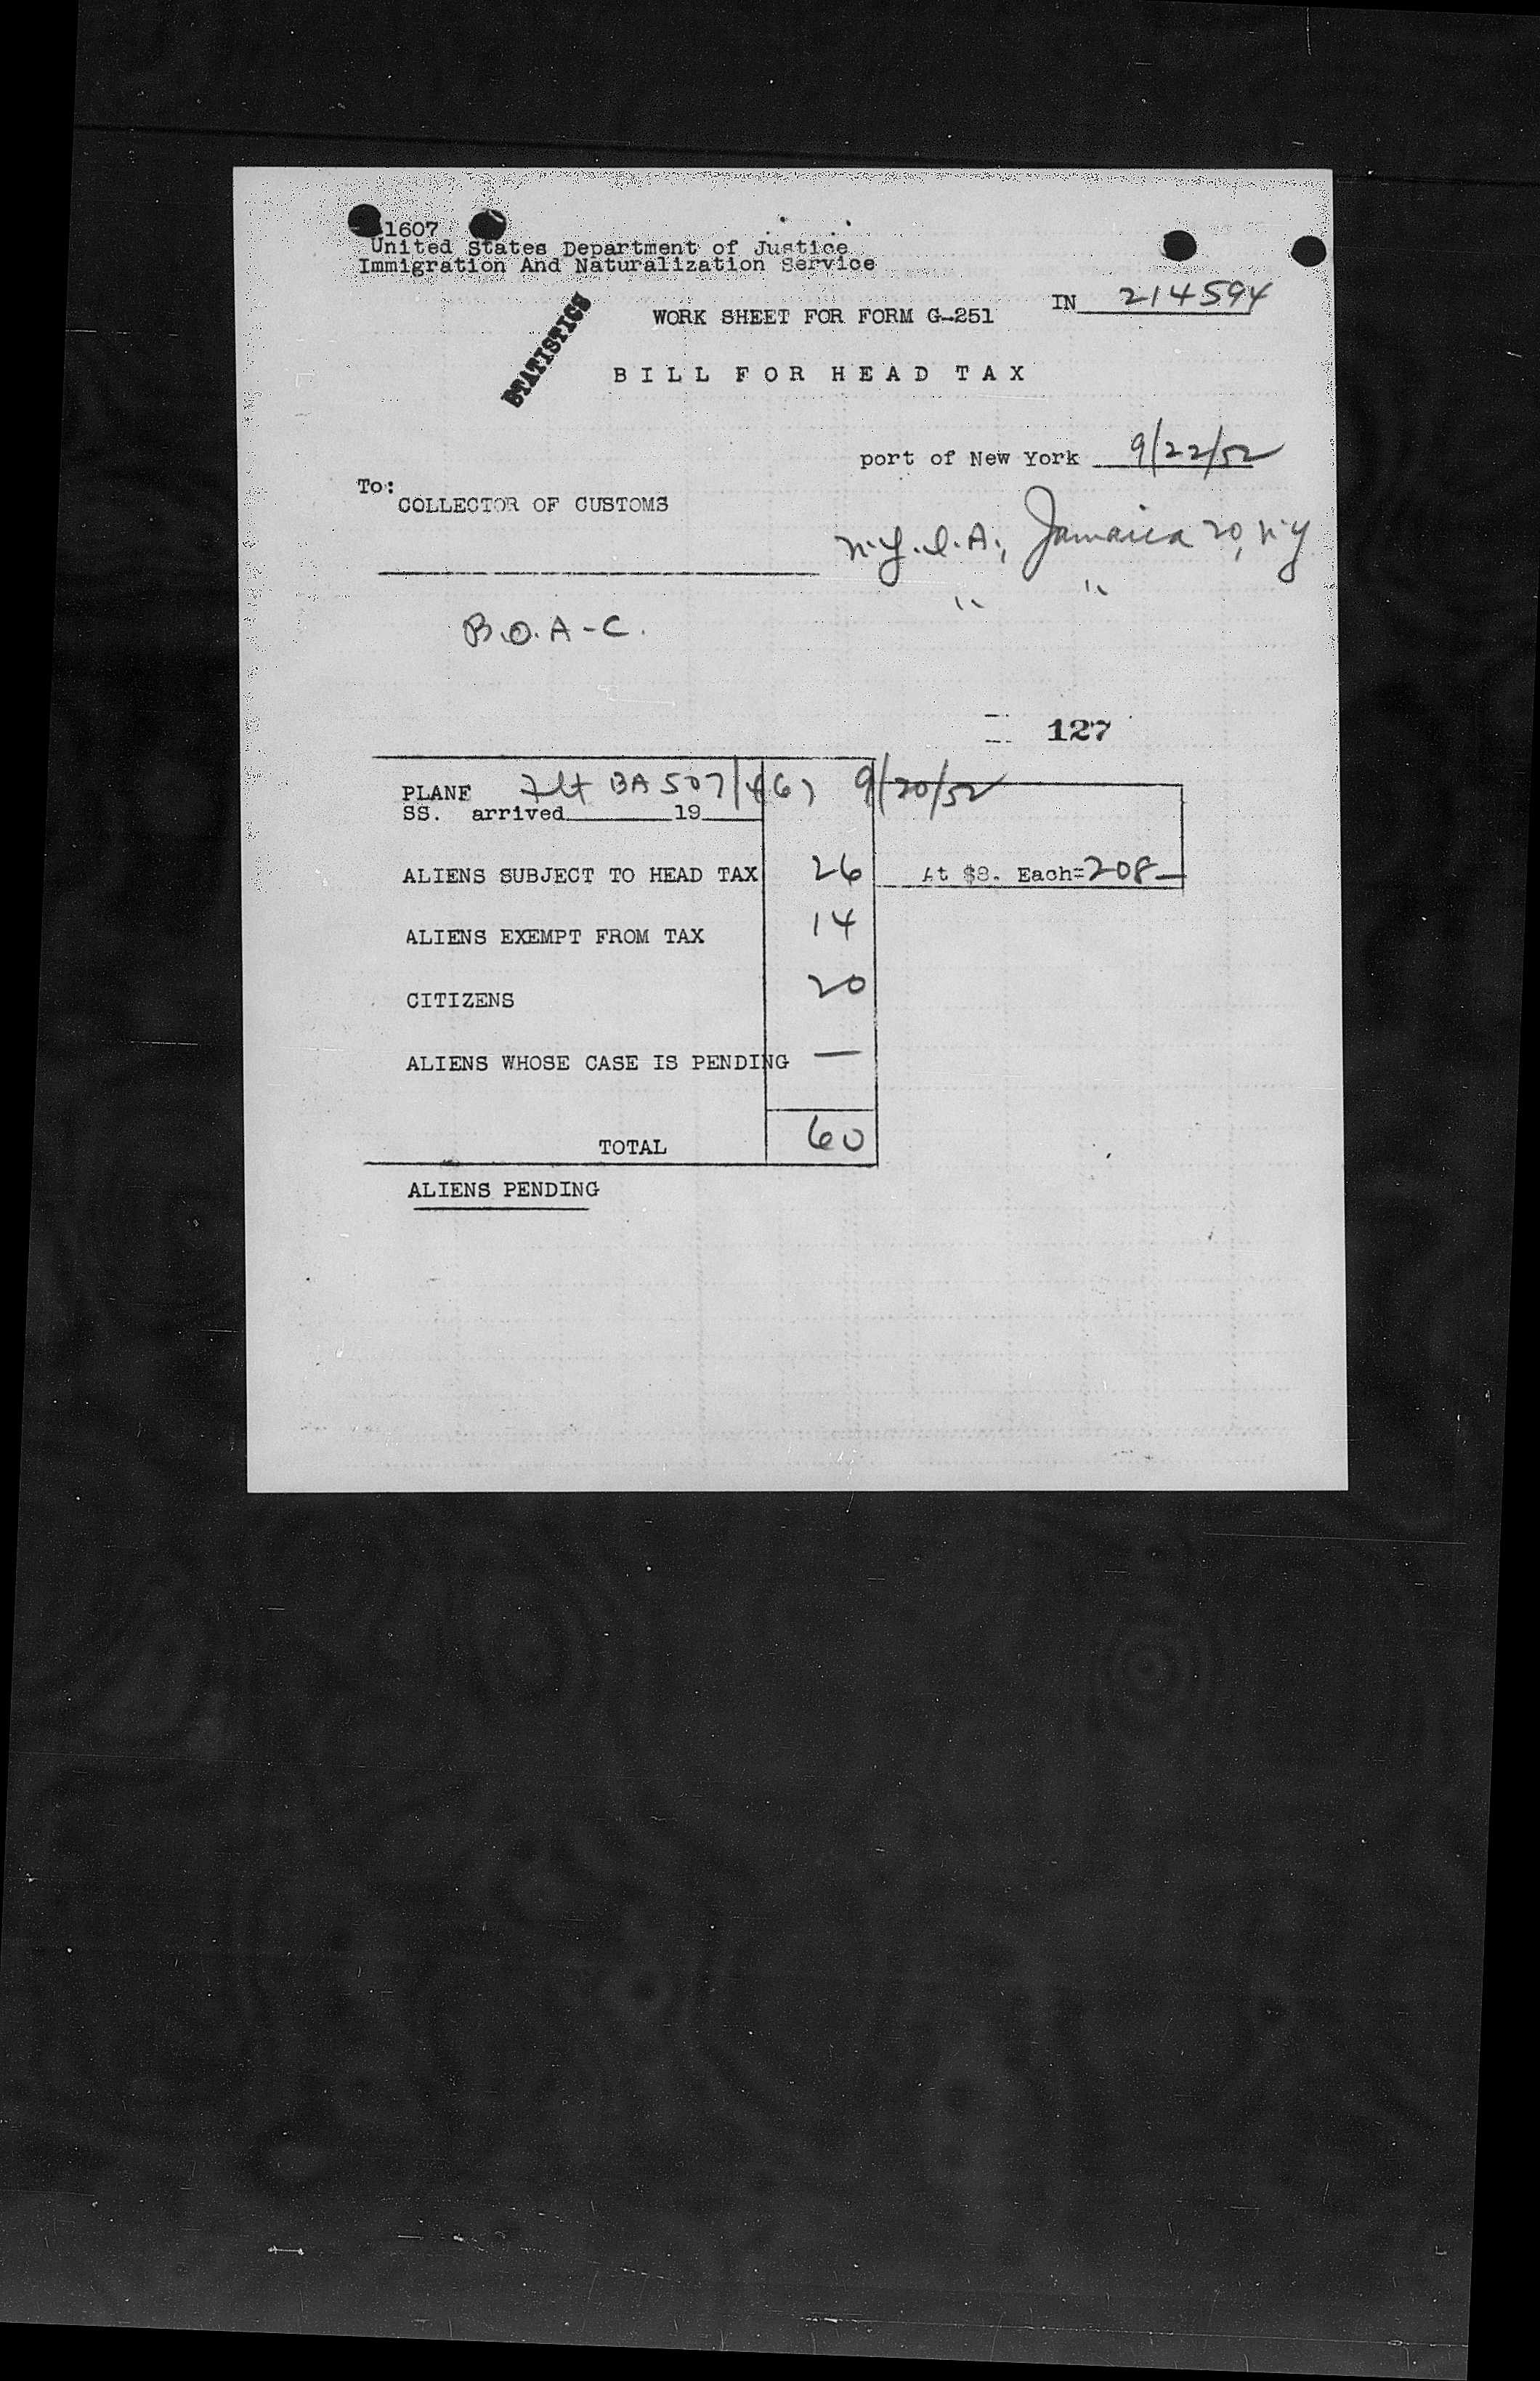 1607
United States Department of Justice
Immigration And Naturalization Service
IN 214594
WORK SHEET FOR FORM G-251
STATISTICS
BILL FOR HEAD TAX
port of New York 9/22/52
To:
COLLECTOR OF CUSTOMS
N.Y.I.A., Jamaica 20, N.Y.
" "
B.O.A-C.
127
PLANE Flt BA 507/467 9/20/52
SS. arrived 19
ALIENS SUBJECT TO HEAD TAX 26 At $8. Each=208-
ALIENS EXEMPT FROM TAX 14
CITIZENS 20
ALIENS WHOSE CASE IS PENDING —
TOTAL 60
ALIENS PENDING